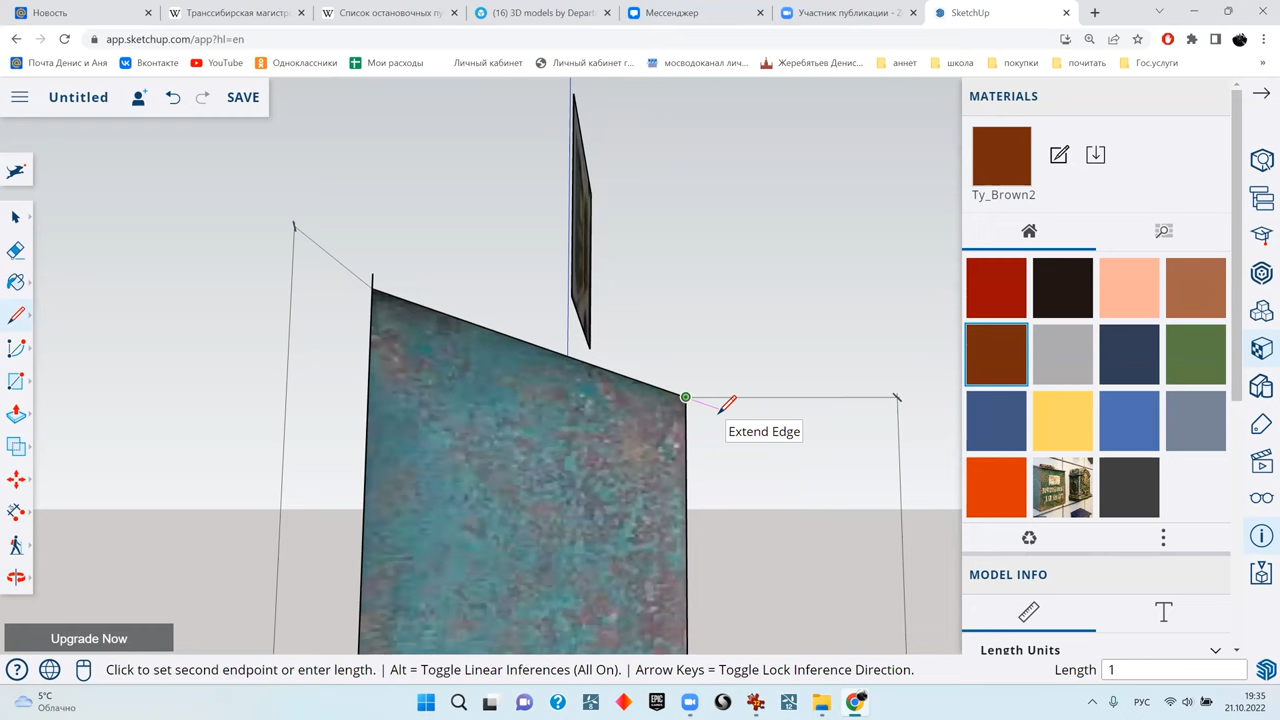 Новость
Транссибирская магистр
Список остановочных пу
(16) 3D models by Depart
Мессенджер
Участник публикации - Z
SketchUp
app.sketchup.com/app?hl=en
Почта Денис и Аня
Вконтакте
YouTube
Одноклассники
Мои расходы
Личный кабинет
Личный кабинет г...
мосводоканал лич...
Жеребятьев Денис...
аннет
школа
покупки
почитать
Гос.услуги
»
Untitled
SAVE
MATERIALS
Ty_Brown2
Extend Edge
MODEL INFO
Length Units
Upgrade Now
Click to set second endpoint or enter length. | Alt = Toggle Linear Inferences (All On). | Arrow Keys = Toggle Lock Inference Direction.
Length 1
5°C
Облачно
EPIC
GAMES
8
12
РУС
19:35
21.10.2022